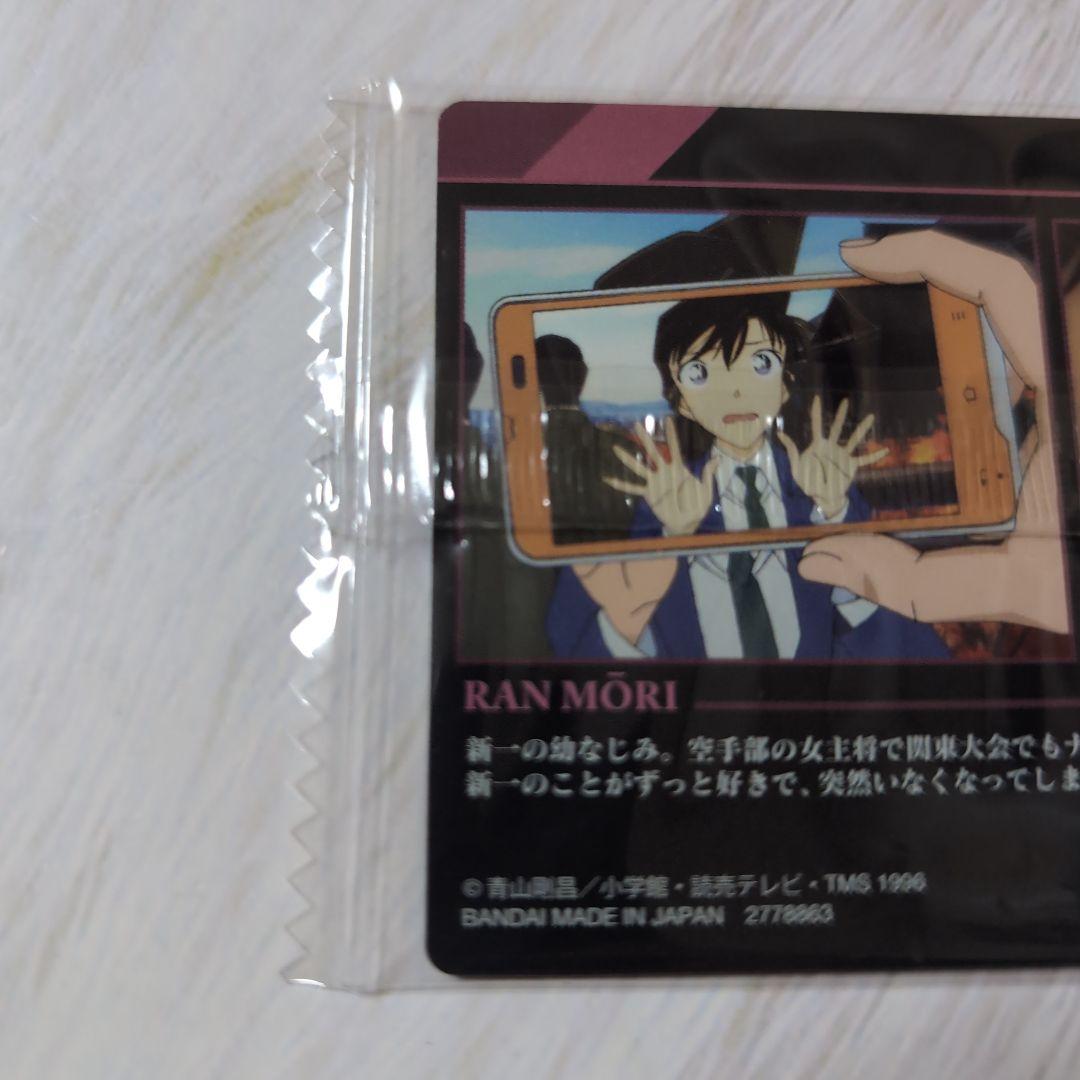 RAN MŌRI
新一の幼なじみ。空手部の女主将で関東大会でもナ
新一のことがずっと好きで、突然いなくなってしま
©青山剛昌／小学館・読売テレビ・TMS 1996
BANDAI MADE IN JAPAN 2778863